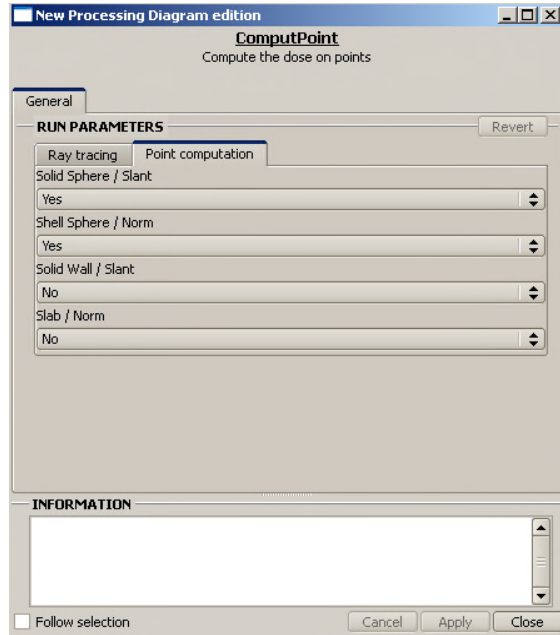 New Processing Diagram edition
ComputPoint
Compute the dose on points
General
RUN PARAMETERS
Revert
Ray tracing
Point computation
Solid Sphere / Slant
Yes
Shell Sphere / Norm
Yes
Solid Wall / Slant
No
Slab / Norm
No
INFORMATION
Follow selection
Cancel
Apply
Close